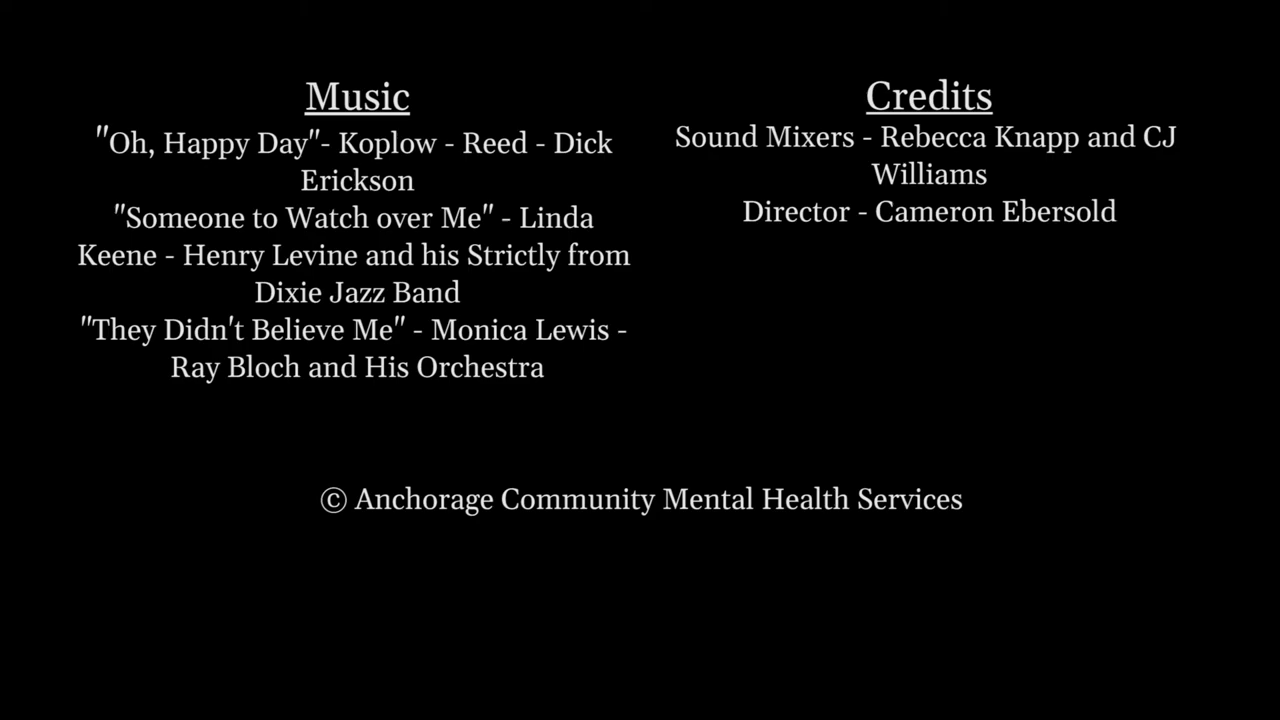 Music
"Oh, Happy Day"- Koplow - Reed - Dick
Erickson
"Someone to Watch over Me" - Linda
Keene - Henry Levine and his Strictly from
Dixie Jazz Band
"They Didn't Believe Me" - Monica Lewis -
Ray Bloch and His Orchestra
Credits
Sound Mixers - Rebecca Knapp and CJ
Williams
Director - Cameron Ebersold
© Anchorage Community Mental Health Services